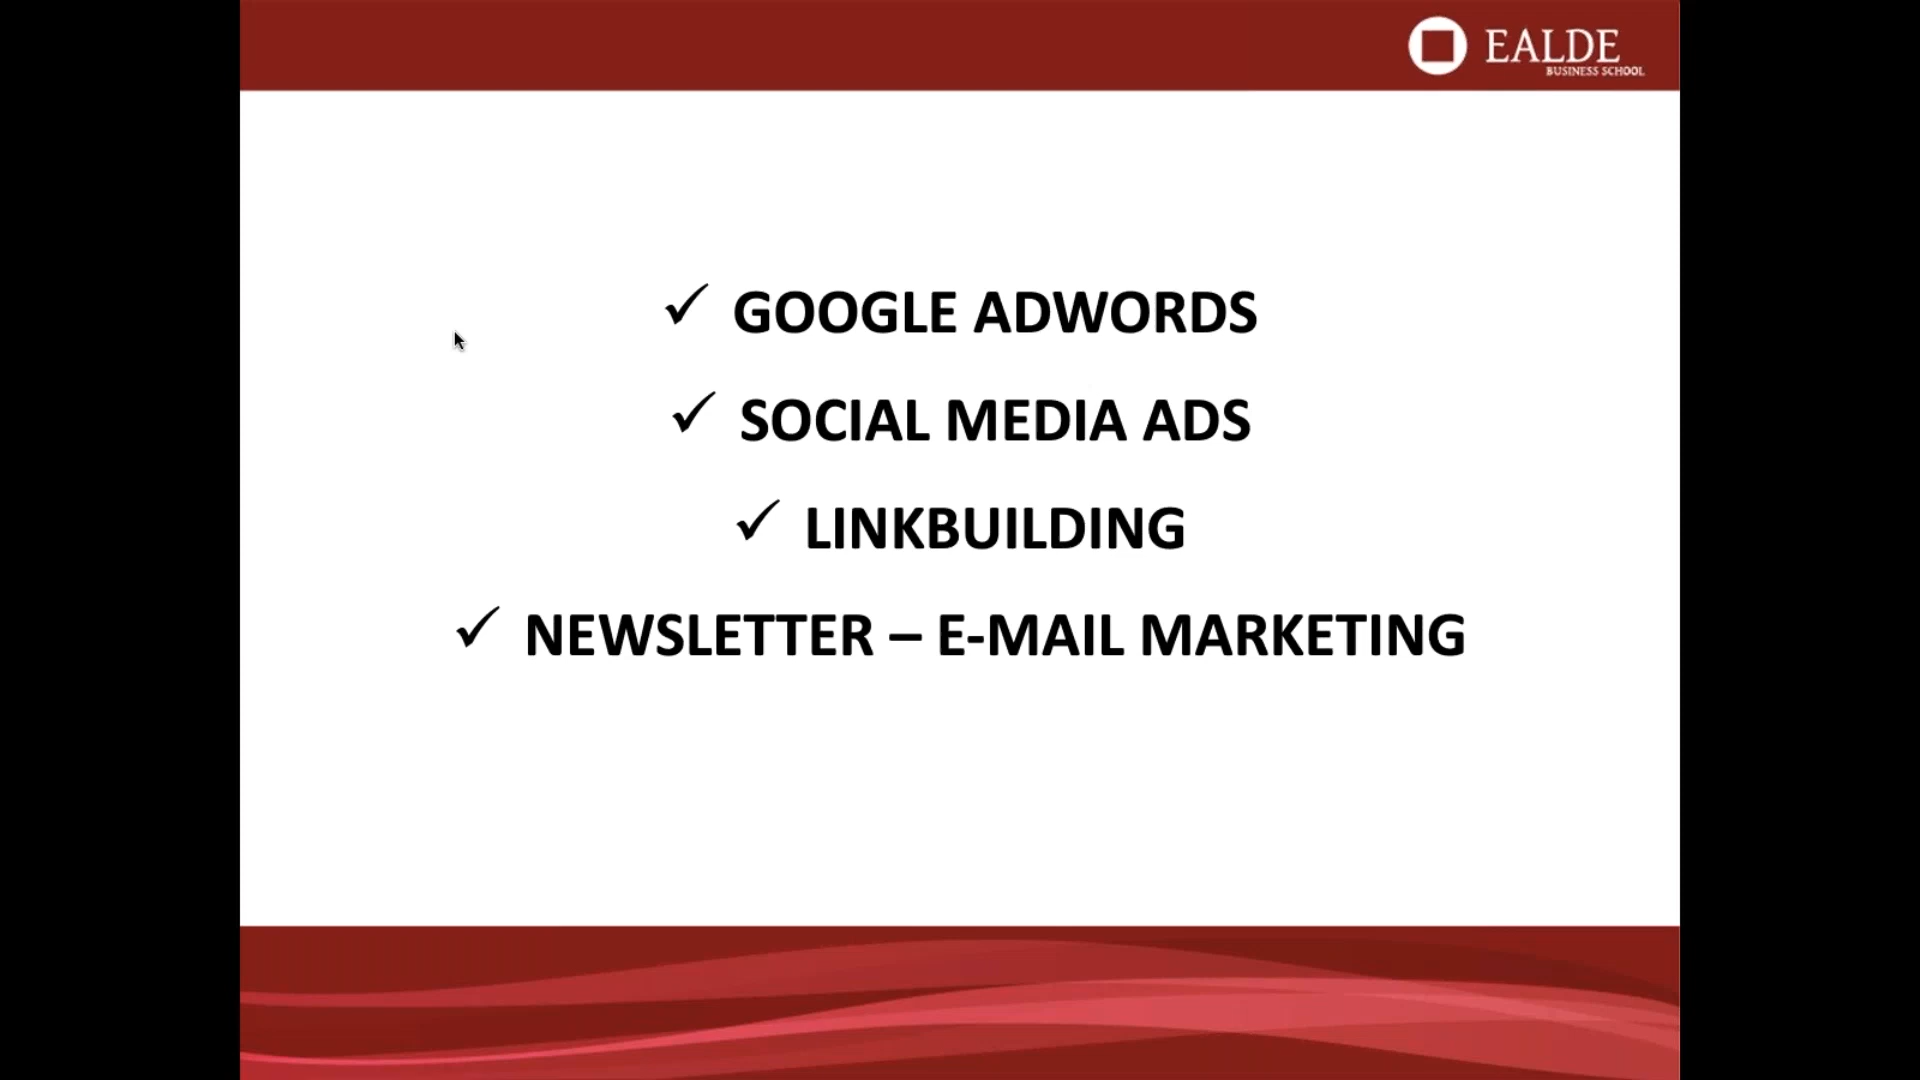 EALDE
BUSINESS SCHOOL
✓ GOOGLE ADWORDS
✓ SOCIAL MEDIA ADS
✓ LINKBUILDING
✓ NEWSLETTER – E-MAIL MARKETING